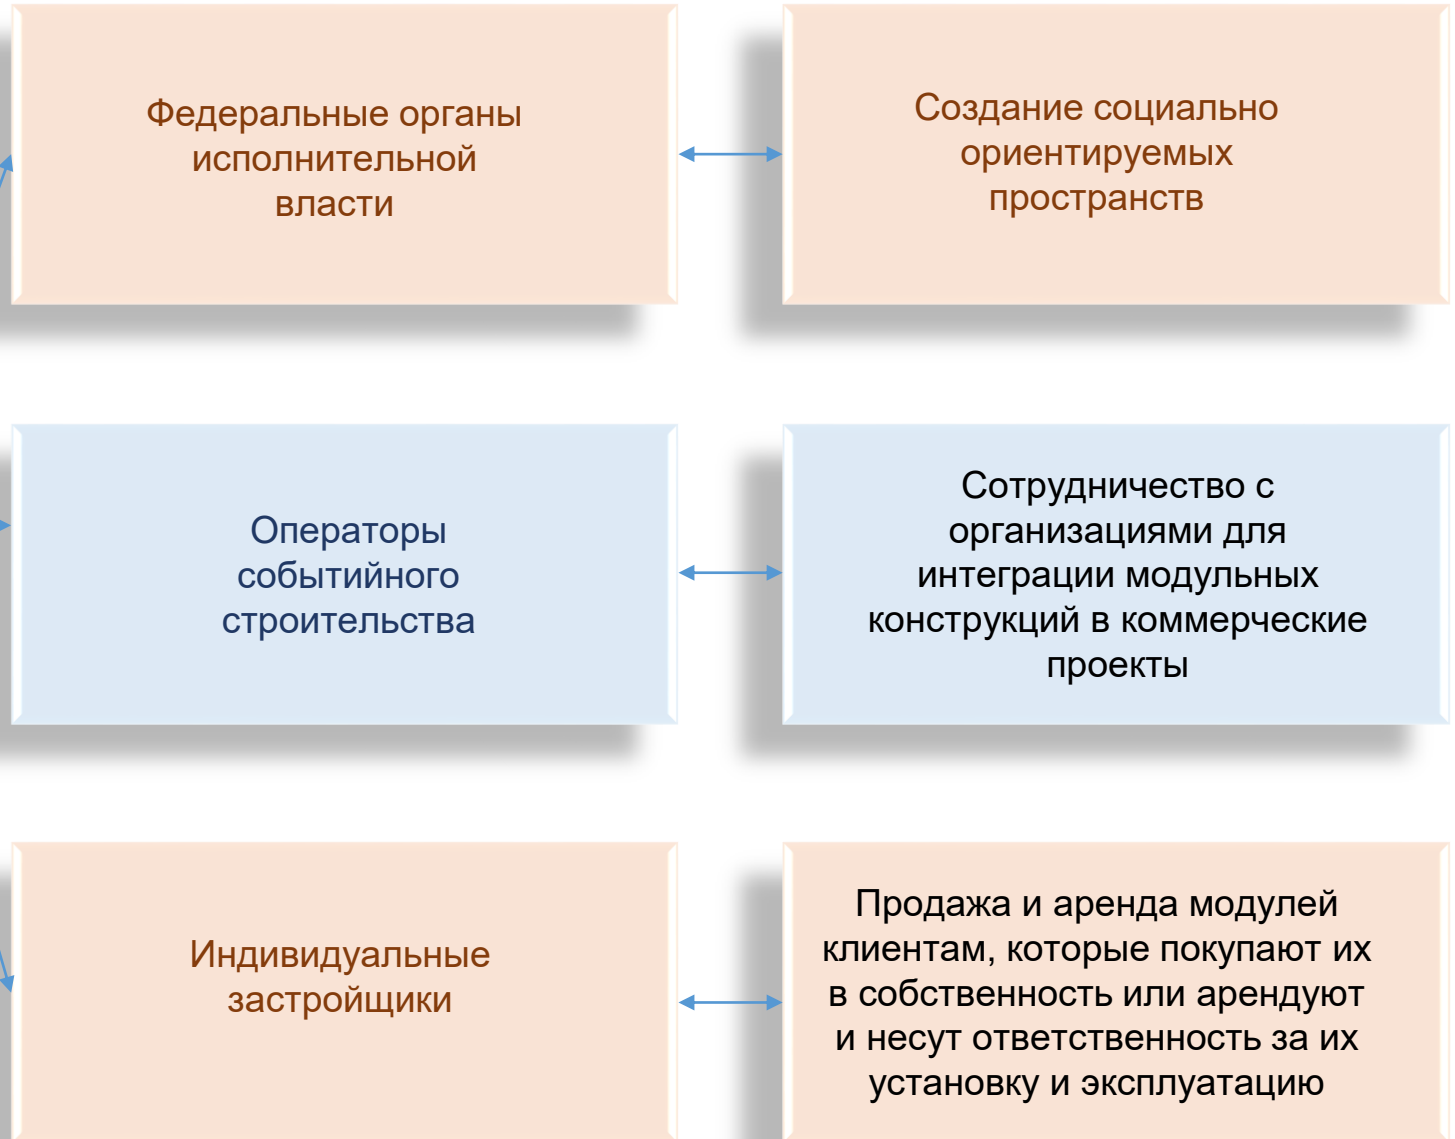 Федеральные органы
исполнительной
власти
Создание социально
ориентируемых
пространств
Операторы
событийного
строительства
Сотрудничество с
организациями для
интеграции модульных
конструкций в коммерческие
проекты
Индивидуальные
застройщики
Продажа и аренда модулей
клиентам, которые покупают их
в собственность или арендуют
и несут ответственность за их
установку и эксплуатацию